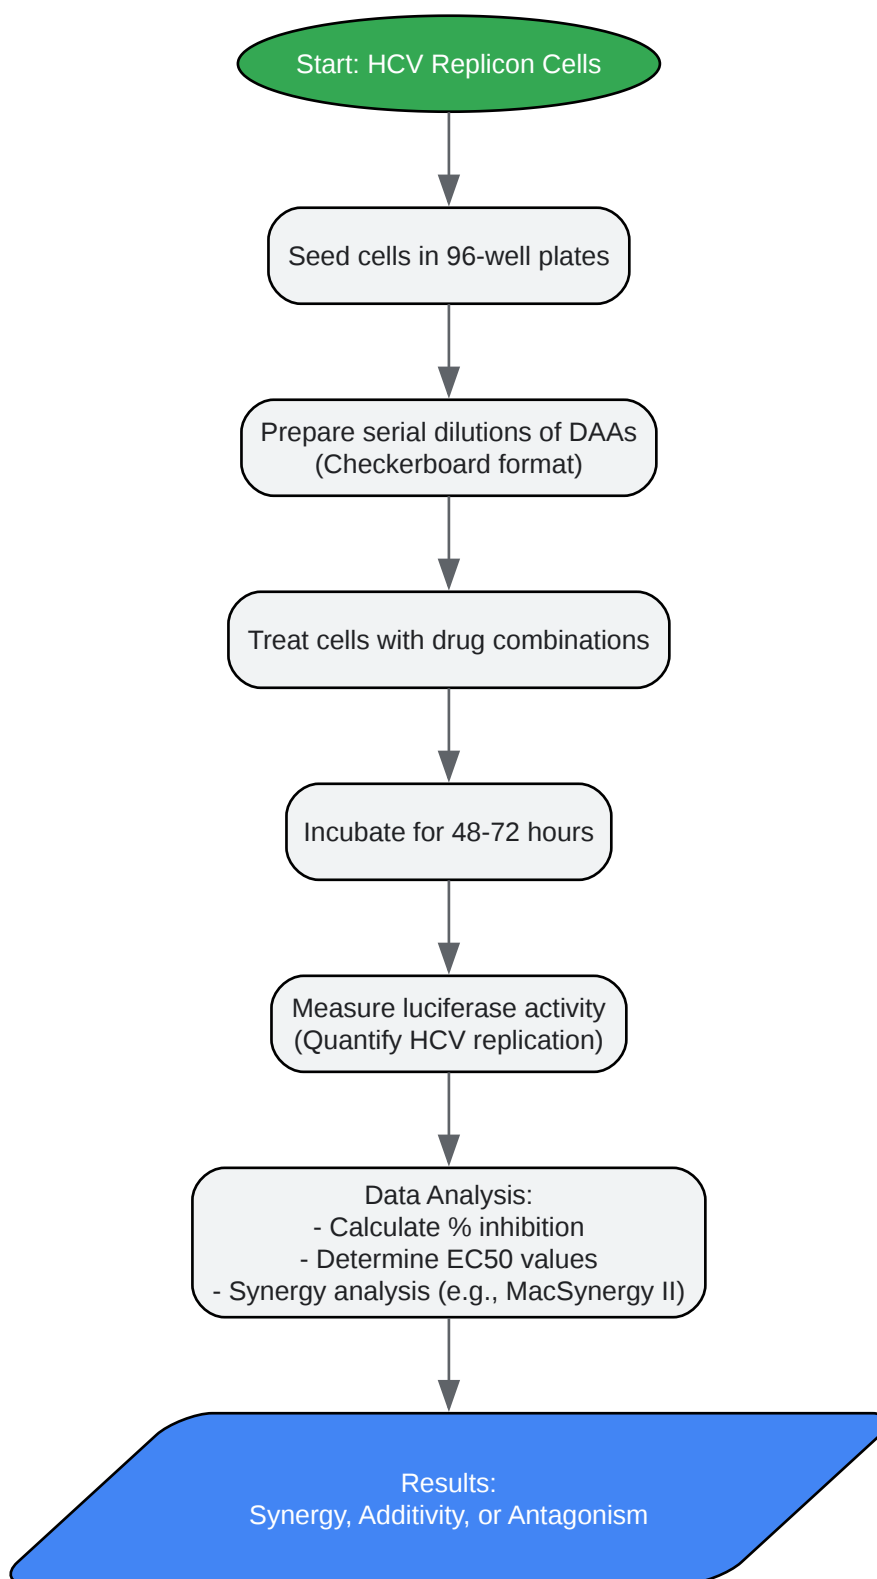 Start: HCV Replicon Cells
Seed cells in 96-well plates
Prepare serial dilutions of DAAs
(Checkerboard format)
Treat cells with drug combinations
Incubate for 48-72 hours
Measure luciferase activity
(Quantify HCV replication)
Data Analysis:
- Calculate % inhibition
- Determine EC50 values
- Synergy analysis (e.g., MacSynergy II)
Results:
Synergy, Additivity, or Antagonism